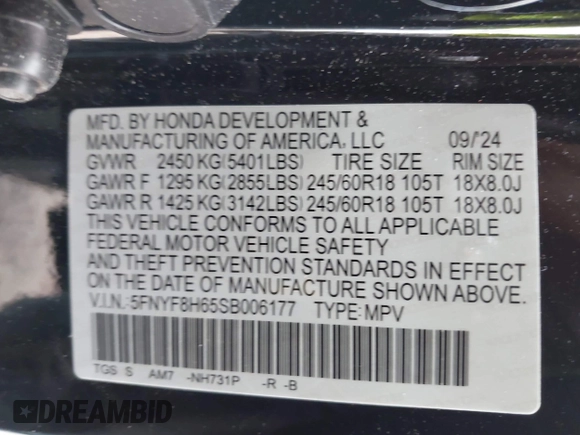 MFD. BY HONDA DEVELOPMENT &
MANUFACTURING OF AMERICA, LLC 09/'24
GVWR 2450 KG(5401LBS) TIRE SIZE RIM SIZE
GAWR F 1295 KG(2855LBS) 245/60R18 105T 18X8.0J
GAWR R 1425 KG(3142LBS) 245/60R18 105T 18X8.0J
THIS VEHICLE CONFORMS TO ALL APPLICABLE
FEDERAL MOTOR VEHICLE SAFETY
AND THEFT PREVENTION STANDARDS IN EFFECT
ON THE DATE OF MANUFACTURE SHOWN ABOVE.
V.I.N.:5FNYF8H65SB006177 TYPE:MPV
TGS S AM7 -NH731P -R -B
DREAMBID